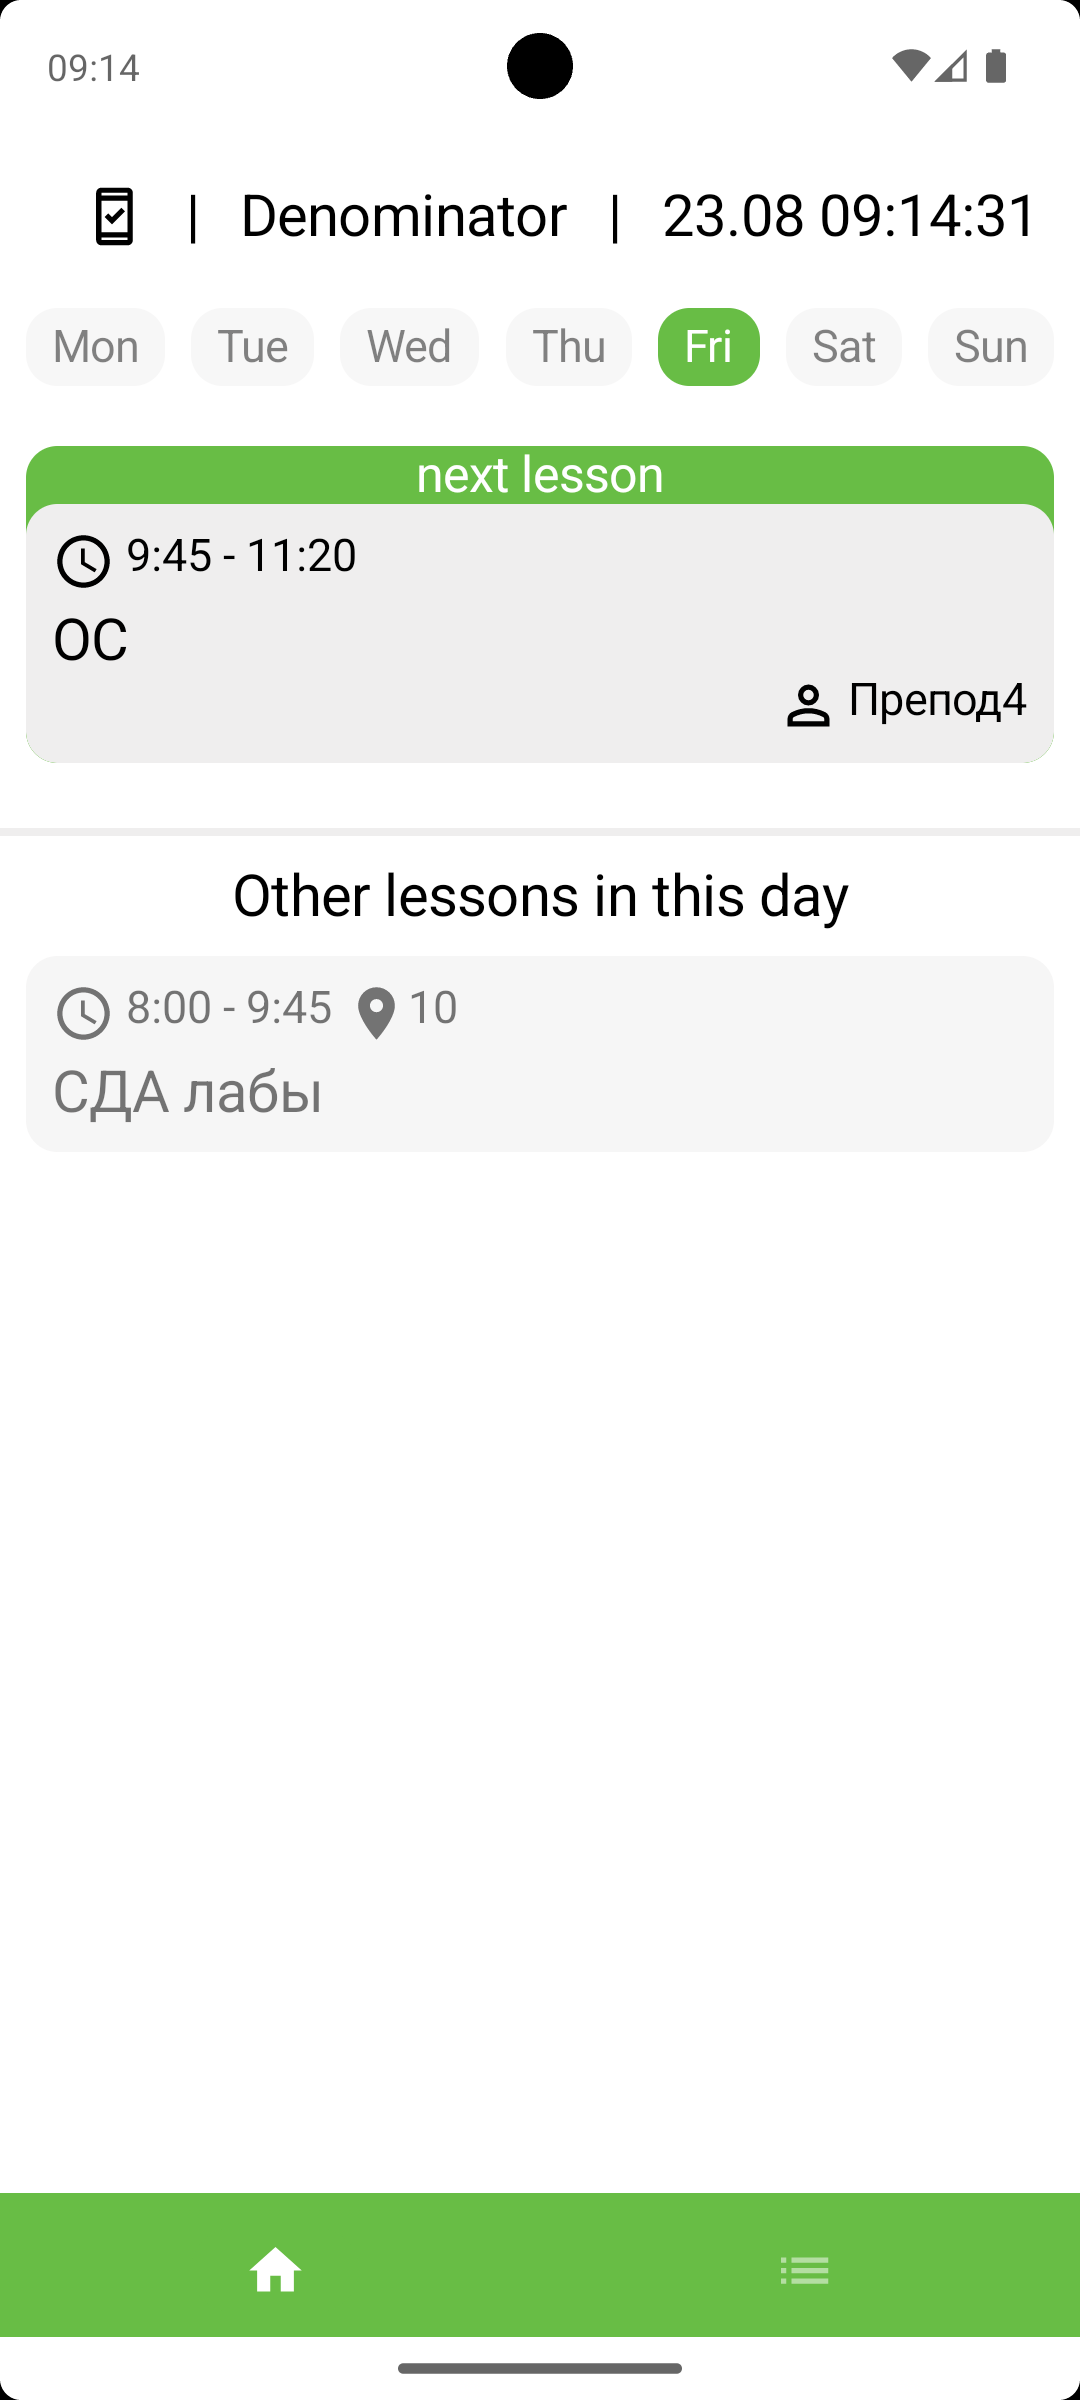 09:14
| Denominator | 23.08 09:14:31
Mon Tue Wed Thu Fri Sat Sun
next lesson
9:45 - 11:20
ОС
Препод4
Other lessons in this day
8:00 - 9:45 10
СДА лабы